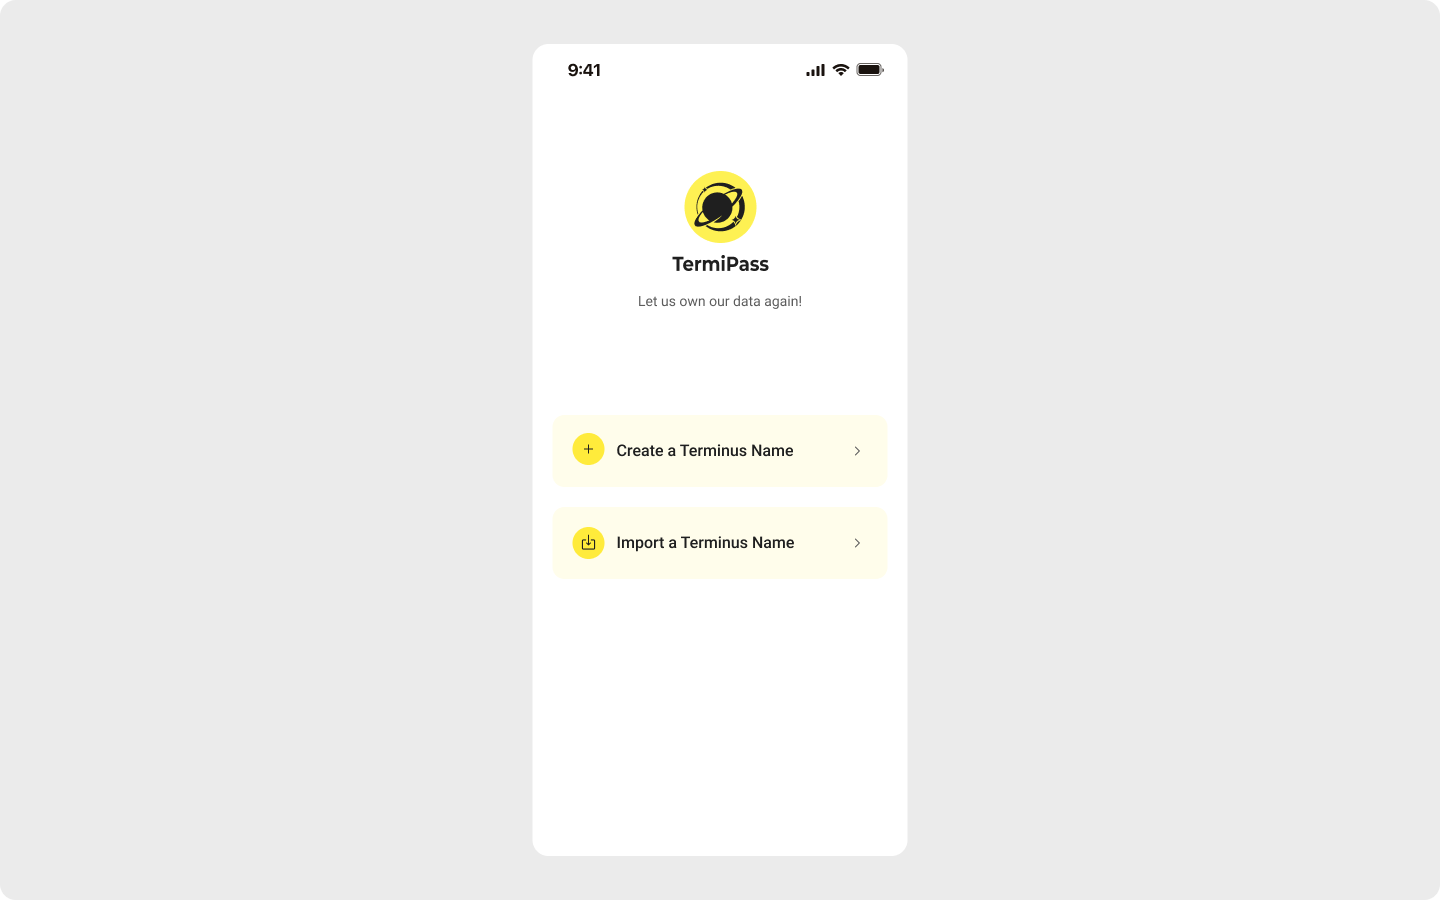 9:41
TermiPass
Let us own our data again!
Create a Terminus Name
Import a Terminus Name